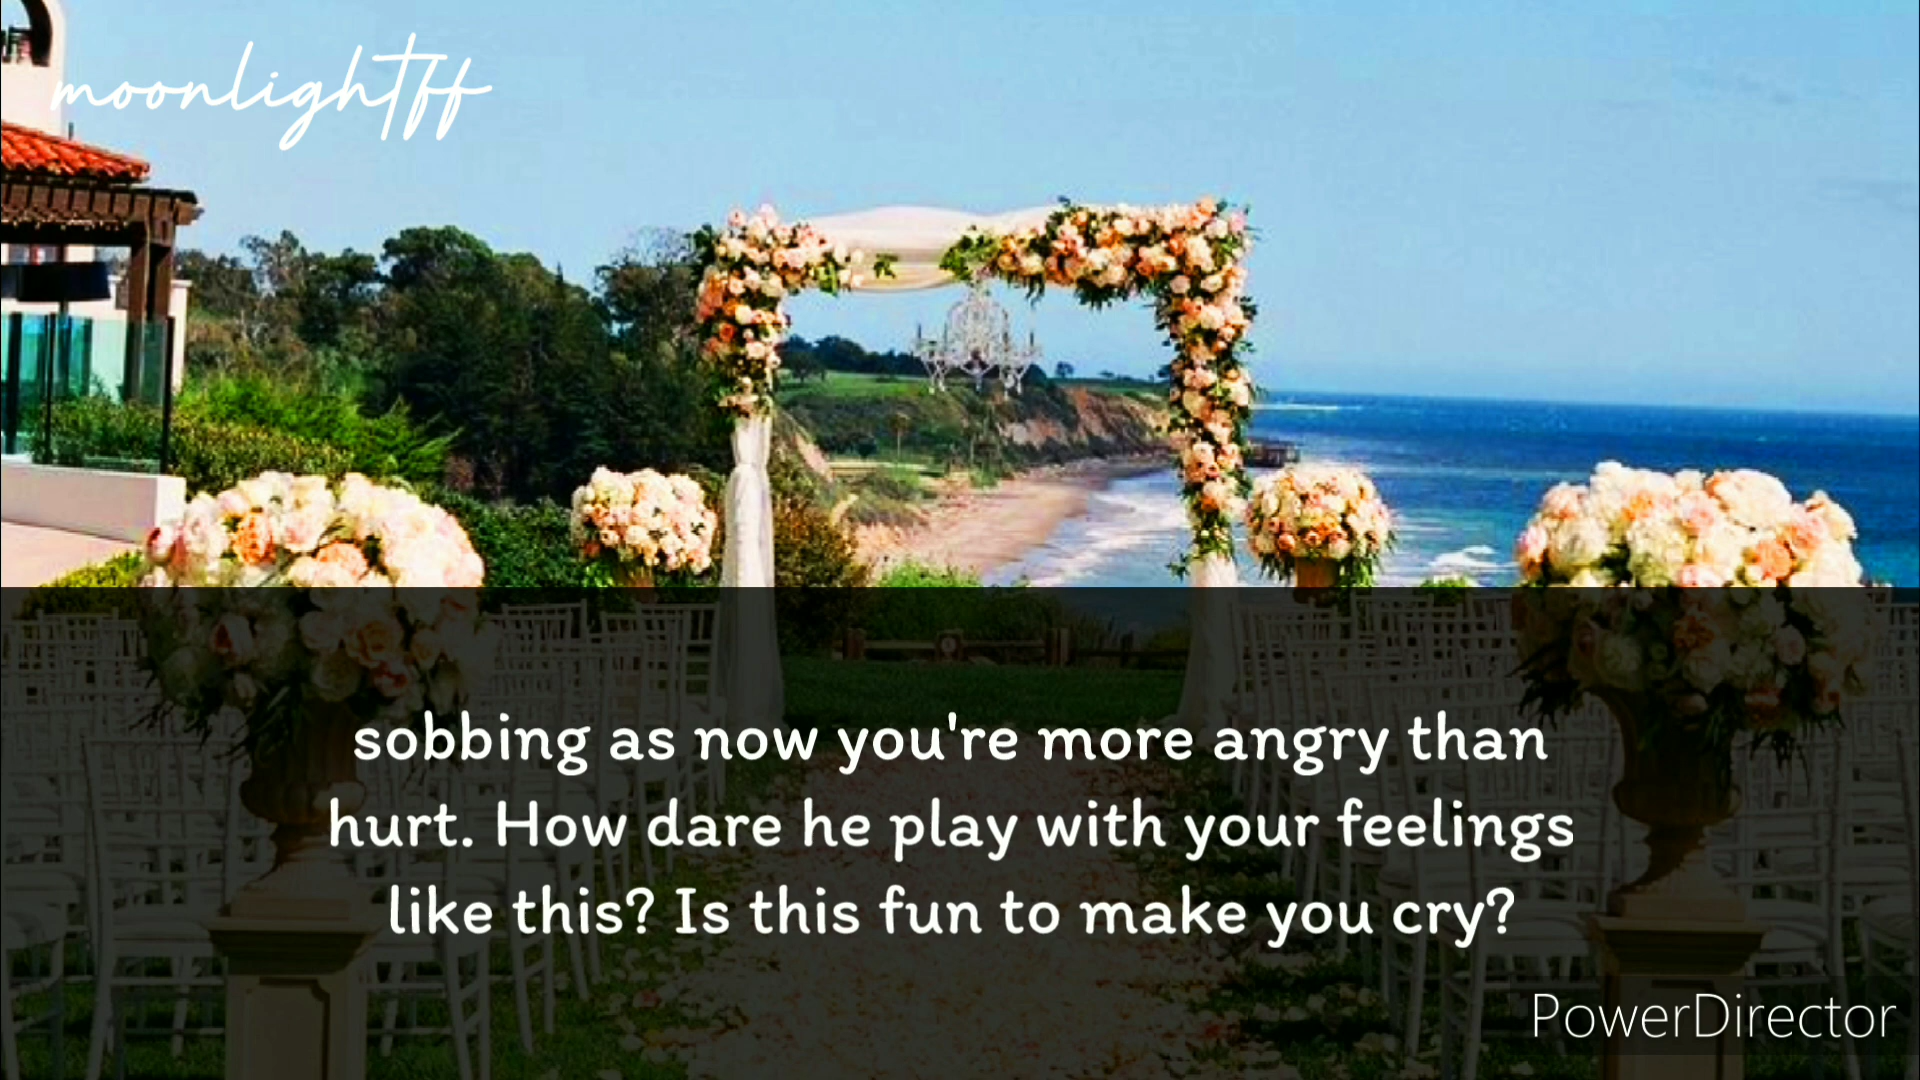 moonlightff
sobbing as now you're more angry than
hurt. How dare he play with your feelings
like this? Is this fun to make you cry?
PowerDirector